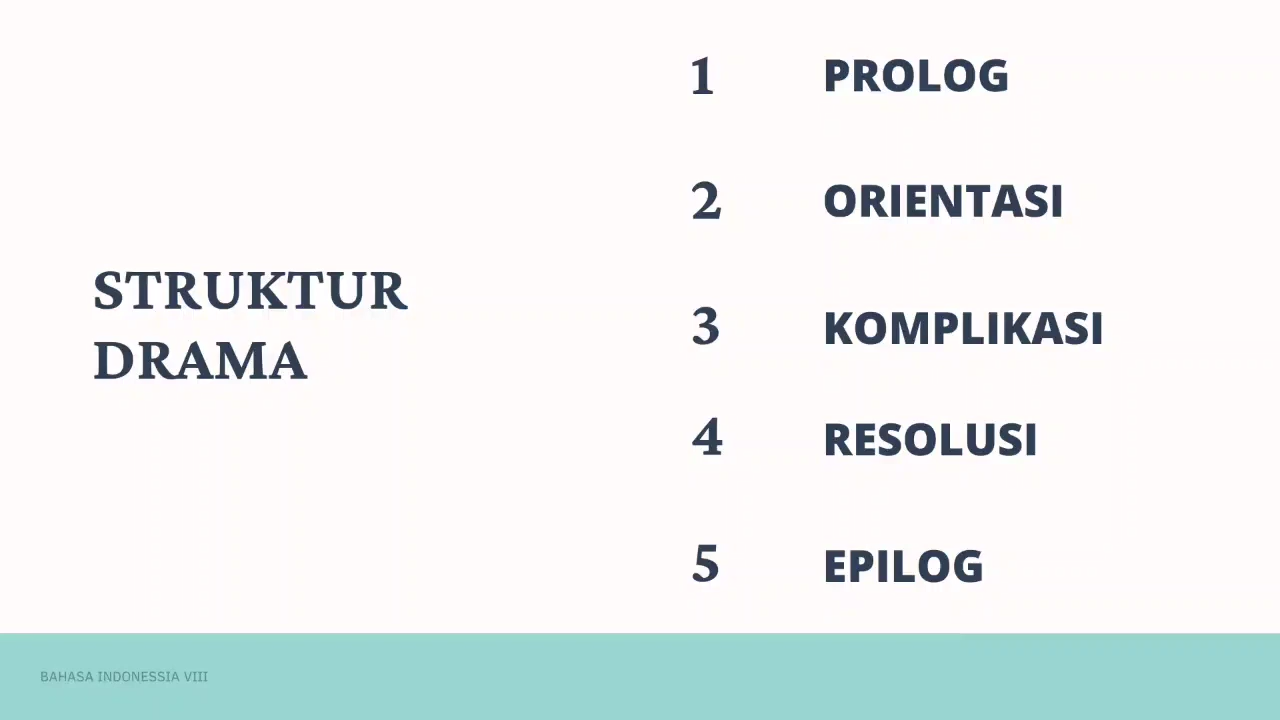 STRUKTUR
DRAMA
1 PROLOG
2 ORIENTASI
3 KOMPLIKASI
4 RESOLUSI
5 EPILOG
BAHASA INDONESSIA VIII